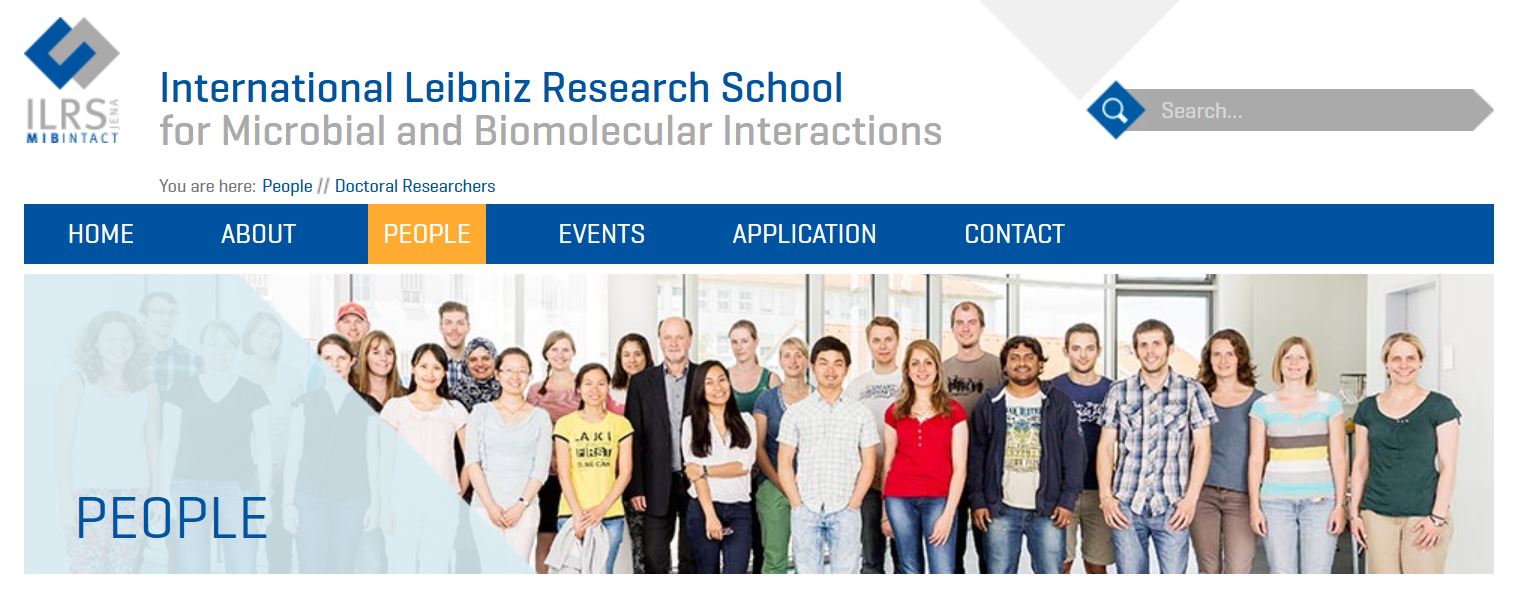 ILRS
JENA
MIBINTACT
International Leibniz Research School
for Microbial and Biomolecular Interactions
Search...
You are here: People // Doctoral Researchers
HOME
ABOUT
PEOPLE
EVENTS
APPLICATION
CONTACT
FIRST
PEOPLE